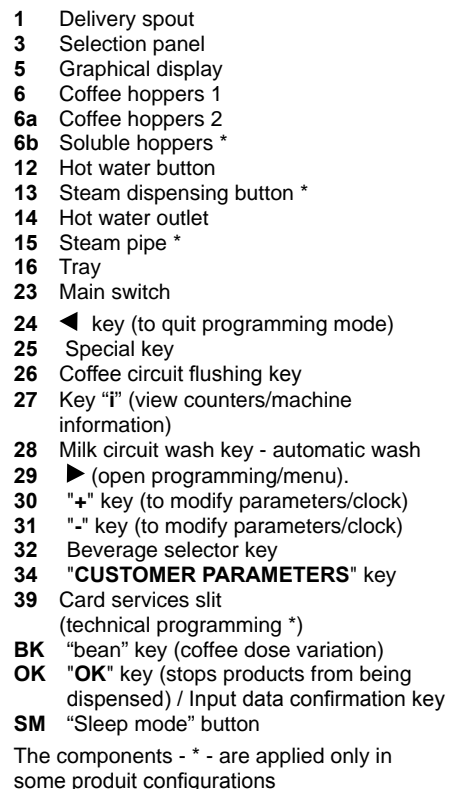 1 Delivery spout
3 Selection panel
5 Graphical display
6 Coffee hoppers 1
6a Coffee hoppers 2
6b Soluble hoppers *
12 Hot water button
13 Steam dispensing button *
14 Hot water outlet
15 Steam pipe *
16 Tray
23 Main switch
24 ◀ key (to quit programming mode)
25 Special key
26 Coffee circuit flushing key
27 Key “i” (view counters/machine
information)
28 Milk circuit wash key - automatic wash
29 ▶ (open programming/menu).
30 "+" key (to modify parameters/clock)
31 "-" key (to modify parameters/clock)
32 Beverage selector key
34 "CUSTOMER PARAMETERS" key
39 Card services slit
(technical programming *)
BK “bean” key (coffee dose variation)
OK "OK" key (stops products from being
dispensed) / Input data confirmation key
SM “Sleep mode” button
The components - * - are applied only in
some produit configurations